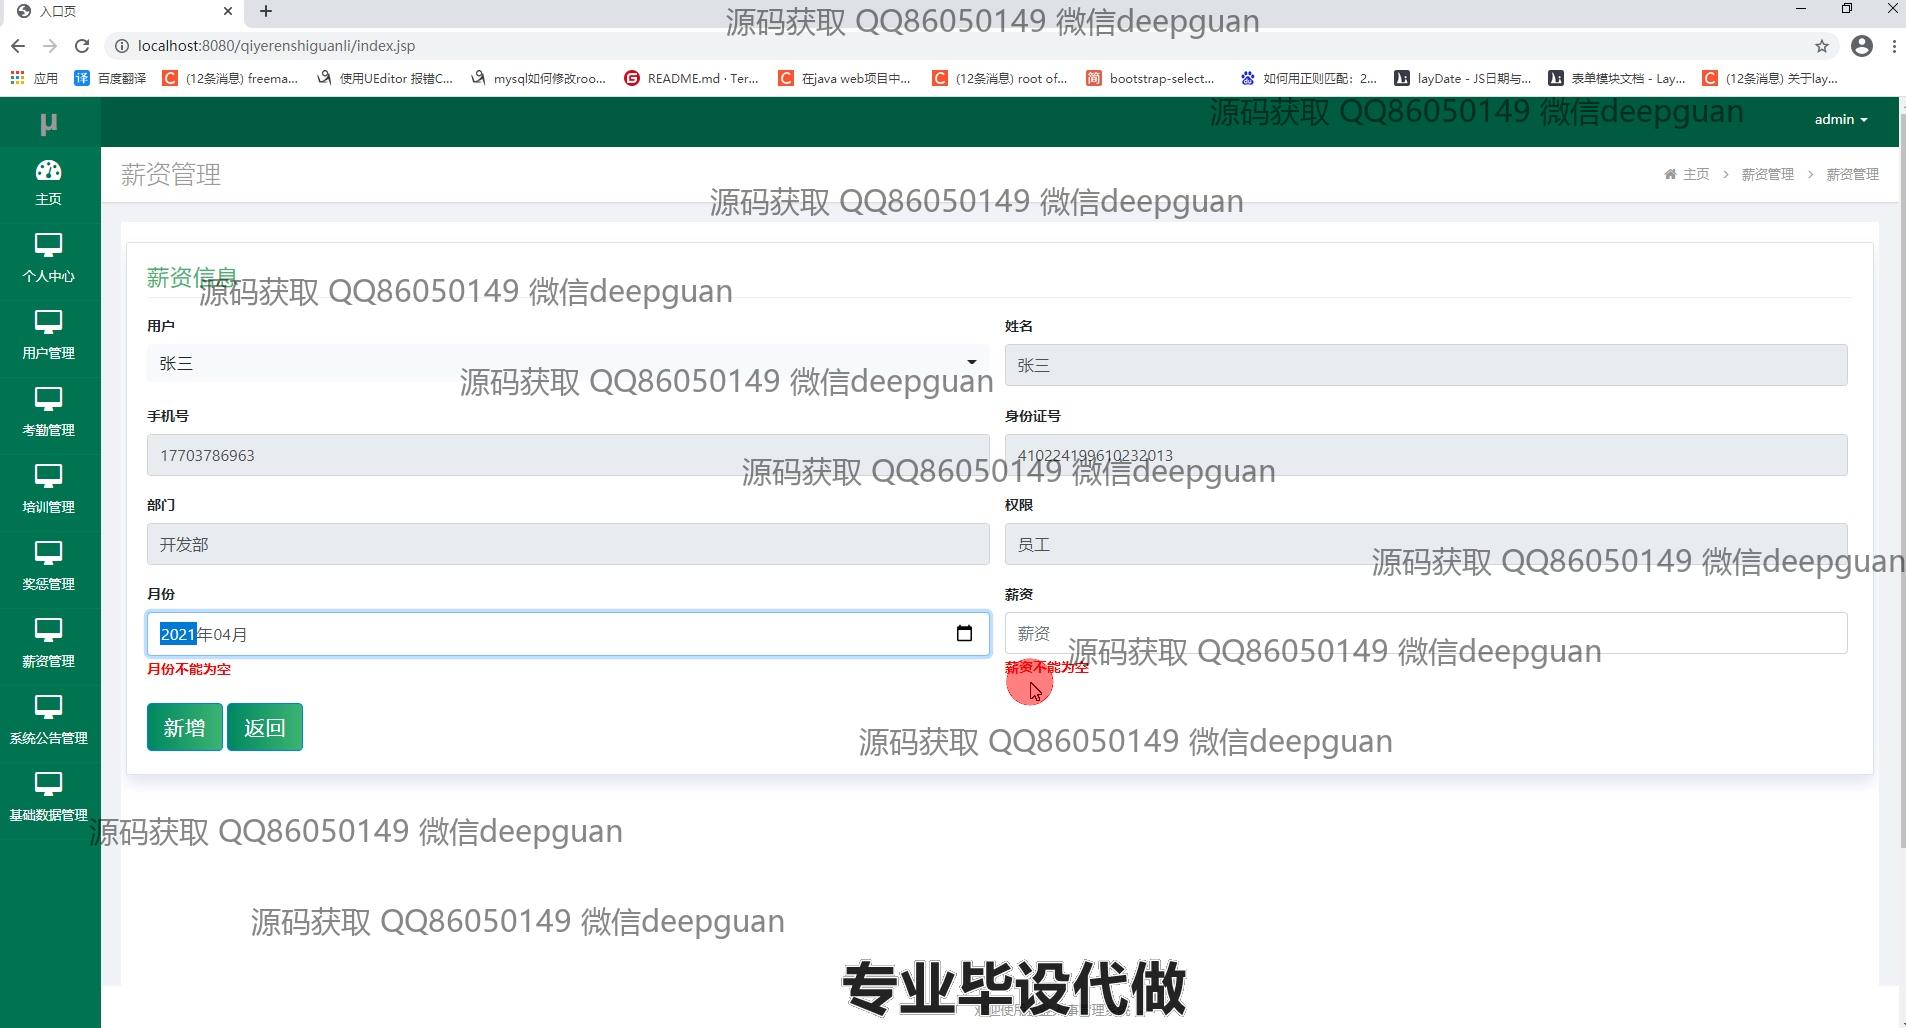 入口页
源码获取 QQ86050149 微信deepguan
localhost:8080/qiyerenshiguanli/index.jsp
应用
百度翻译
(12条消息) freema...
使用UEditor 报错C...
mysql如何修改roo...
README.md · Ter...
在java web项目中...
(12条消息) root of...
bootstrap-select...
如何用正则匹配：2...
layDate - JS日期与...
表单模块文档 - Lay...
(12条消息) 关于lay...
μ
源码获取 QQ86050149 微信deepguan
admin
薪资管理
主页 > 薪资管理 > 薪资管理
源码获取 QQ86050149 微信deepguan
主页
个人中心
用户管理
考勤管理
培训管理
奖惩管理
薪资管理
系统公告管理
基础数据管理
薪资信息
源码获取 QQ86050149 微信deepguan
用户
姓名
张三
张三
源码获取 QQ86050149 微信deepguan
手机号
身份证号
17703786963
410224199610232013
源码获取 QQ86050149 微信deepguan
部门
权限
开发部
员工
源码获取 QQ86050149 微信deepguan
月份
薪资
2021年04月
薪资
源码获取 QQ86050149 微信deepguan
月份不能为空
薪资不能为空
新增
返回
源码获取 QQ86050149 微信deepguan
源码获取 QQ86050149 微信deepguan
源码获取 QQ86050149 微信deepguan
专业毕设代做